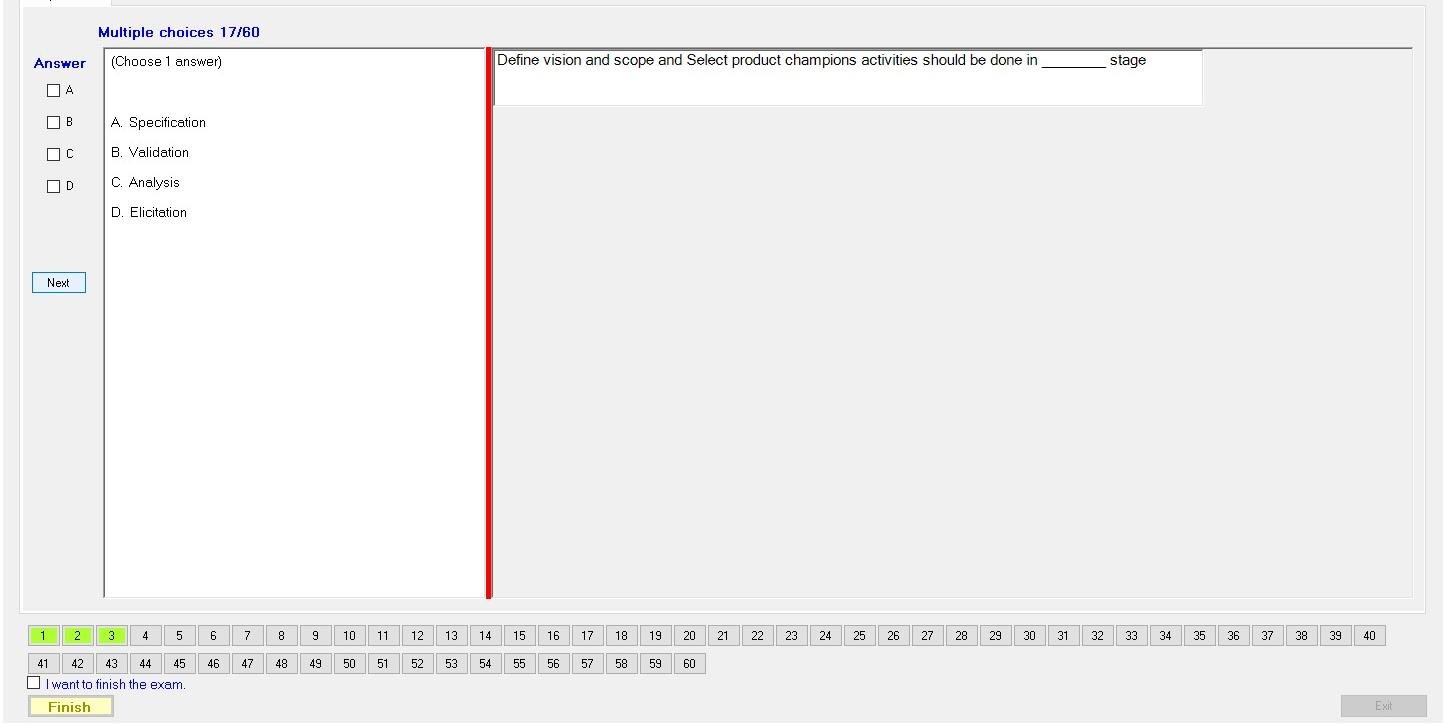 Multiple choices 17/60
Answer
A
B
C
D
Next
(Choose 1 answer)
A. Specification
B. Validation
C. Analysis
D. Elicitation
Define vision and scope and Select product champions activities should be done in ________ stage
1 2 3 4 5 6 7 8 9 10 11 12 13 14 15 16 17 18 19 20 21 22 23 24 25 26 27 28 29 30 31 32 33 34 35 36 37 38 39 40
41 42 43 44 45 46 47 48 49 50 51 52 53 54 55 56 57 58 59 60
I want to finish the exam.
Finish
Exit